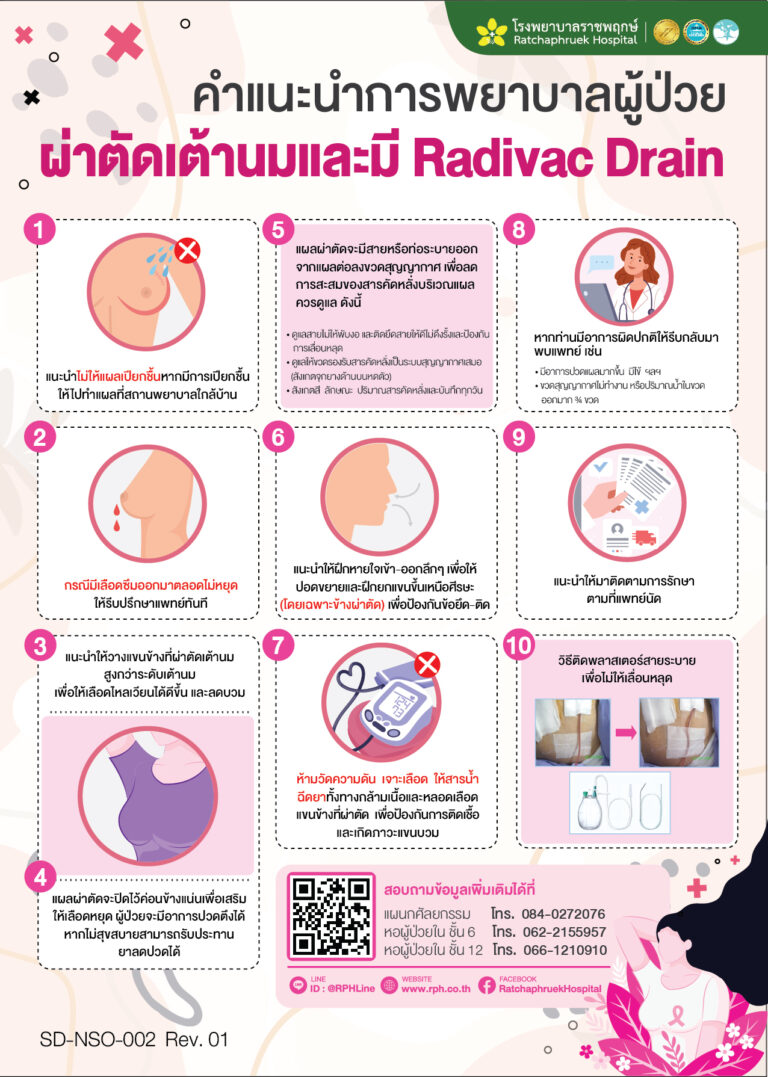 โรงพยาบาลราชพฤกษ์
Ratchaphruek Hospital
คำแนะนำการพยาบาลผู้ป่วย
ผ่าตัดเต้านมและมี Radivac Drain
1
แนะนำไม่ให้แผลเปียกชื้นหากมีการเปียกชื้น
ให้ไปทำแผลที่สถานพยาบาลใกล้บ้าน
2
กรณีมีเลือดซึมออกมาตลอดไม่หยุด
ให้รีบปรึกษาแพทย์ทันที
3
แนะนำให้วางแขนข้างที่ผ่าตัดเต้านม
สูงกว่าระดับเต้านม
เพื่อให้เลือดไหลเวียนได้ดีขึ้น และลดบวม
4
แผลผ่าตัดจะปิดไว้ค่อนข้างแน่นเพื่อเสริม
ให้เลือดหยุด ผู้ป่วยจะมีอาการปวดตึงได้
หากไม่สุขสบายสามารถรับประทาน
ยาลดปวดได้
5
แผลผ่าตัดจะมีสายหรือท่อระบายออก
จากแผลต่อลงขวดสุญญากาศ เพื่อลด
การสะสมของสารคัดหลั่งบริเวณแผล
ควรดูแล ดังนี้
• ดูแลสายไม่ให้พับงอ และติดยึดสายให้ดีไม่ดึงรั้งและป้องกัน
การเลื่อนหลุด
• ดูแลให้ขวดรองรับสารคัดหลั่งเป็นระบบสุญญากาศเสมอ
(สังเกตจุกยางด้านบนหดตัว)
• สังเกตสี ลักษณะ ปริมาณสารคัดหลั่งและบันทึกทุกวัน
6
แนะนำให้ฝึกหายใจเข้า-ออกลึกๆ เพื่อให้
ปอดขยายและฝึกยกแขนขึ้นเหนือศีรษะ
(โดยเฉพาะข้างผ่าตัด) เพื่อป้องกันข้อยึด-ติด
7
ห้ามวัดความดัน เจาะเลือด ให้สารน้ำ
ฉีดยาทั้งทางกล้ามเนื้อและหลอดเลือด
แขนข้างที่ผ่าตัด เพื่อป้องกันการติดเชื้อ
และเกิดภาวะแขนบวม
8
หากท่านมีอาการผิดปกติให้รีบกลับมา
พบแพทย์ เช่น
• มีอาการปวดแผลมากขึ้น มีไข้ ฯลฯ
• ขวดสุญญากาศไม่ทำงาน หรือปริมาณน้ำในขวด
ออกมาก ¾ ขวด
9
แนะนำให้มาติดตามการรักษา
ตามที่แพทย์นัด
10
วิธีติดพลาสเตอร์สายระบาย
เพื่อไม่ให้เลื่อนหลุด
สอบถามข้อมูลเพิ่มเติมได้ที่
แผนกศัลยกรรม โทร. 084-0272076
หอผู้ป่วยใน ชั้น 6 โทร. 062-2155957
หอผู้ป่วยใน ชั้น 12 โทร. 066-1210910
LINE
ID : @RPHLine
WEBSITE
www.rph.co.th
FACEBOOK
RatchaphruekHospital
SD-NSO-002 Rev. 01